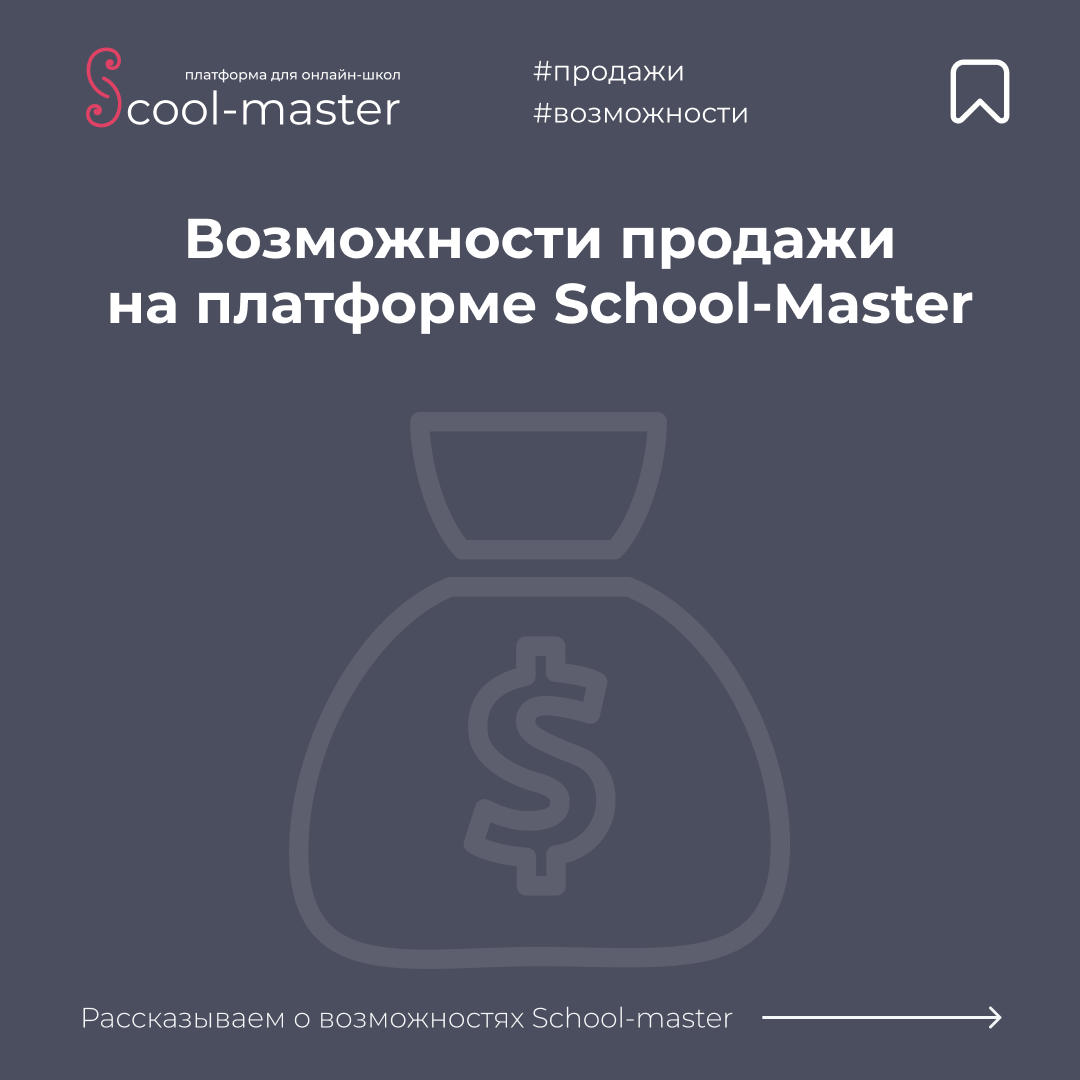 платформа для онлайн-школ
Scool-master
#продажи
#возможности
Возможности продажи
на платформе School-Master
$
Рассказываем о возможностях School-master